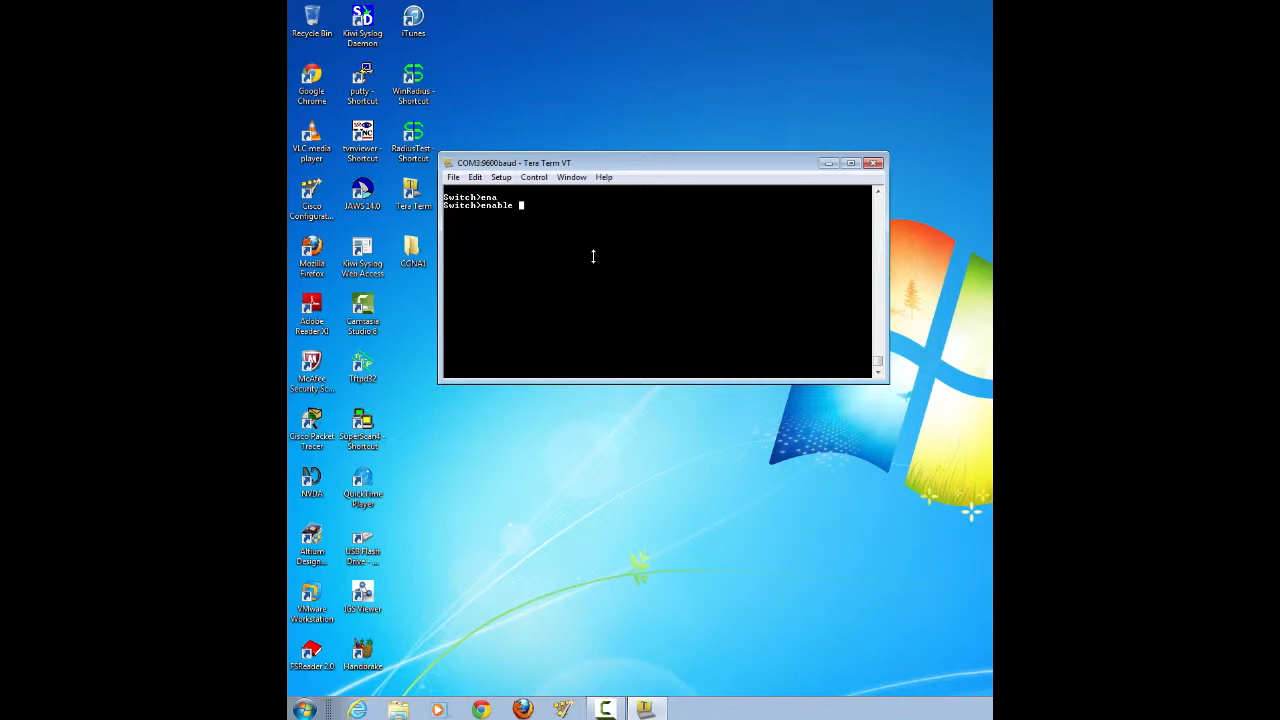 Recycle Bin
Kiwi Syslog
Daemon
iTunes
Google
Chrome
putty -
Shortcut
WinRadius -
Shortcut
VLC media
player
tvnviewer -
Shortcut
RadiusTest -
Shortcut
Cisco
Configurat...
JAWS 14.0
Tera Term
Mozilla
Firefox
Kiwi Syslog
Web Access
CCNA1
Adobe
Reader XI
Camtasia
Studio 8
McAfee
Security Sc...
Tftpd32
Cisco Packet
Tracer
SuperScan4 -
Shortcut
NVDA
QuickTime
Player
Altium
Design...
USB Flash
Drive - ...
VMware
Workstation
IGS Viewer
FSReader 2.0
Handbrake
COM3:9600baud - Tera Term VT
File Edit Setup Control Window Help
Switch>ena
Switch>enable